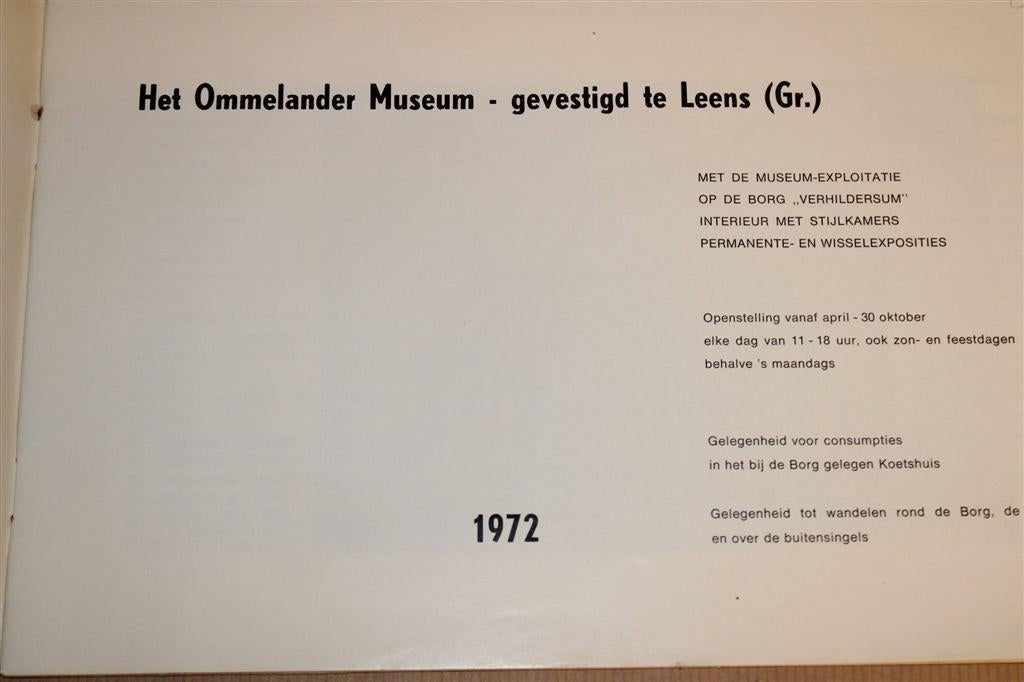 Het Ommelander Museum - gevestigd te Leens (Gr.)
MET DE MUSEUM-EXPLOITATIE
OP DE BORG „VERHILDERSUM"
INTERIEUR MET STIJLKAMERS
PERMANENTE- EN WISSELEXPOSITIES
Openstelling vanaf april - 30 oktober
elke dag van 11 - 18 uur, ook zon- en feestdagen
behalve 's maandags
Gelegenheid voor consumpties
in het bij de Borg gelegen Koetshuis
Gelegenheid tot wandelen rond de Borg, de
en over de buitensingels
1972